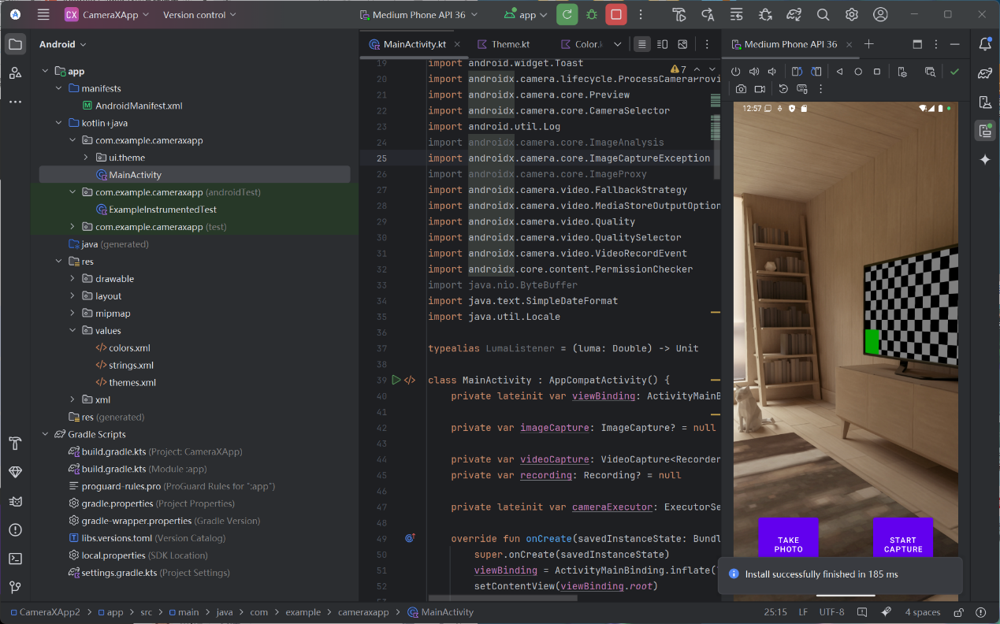 CX CameraXApp Version control Medium Phone API 36 app
Android
app
manifests
AndroidManifest.xml
kotlin+java
com.example.cameraxapp
ui.theme
MainActivity
com.example.cameraxapp (androidTest)
ExampleInstrumentedTest
com.example.cameraxapp (test)
java (generated)
res
drawable
layout
mipmap
values
colors.xml
strings.xml
themes.xml
xml
res (generated)
Gradle Scripts
build.gradle.kts (Project: CameraXApp)
build.gradle.kts (Module :app)
proguard-rules.pro (ProGuard Rules for ":app")
gradle.properties (Project Properties)
gradle-wrapper.properties (Gradle Version)
libs.versions.toml (Version Catalog)
local.properties (SDK Location)
settings.gradle.kts (Project Settings)
MainActivity.kt Theme.kt Color.
7
19 import android.widget.Toast
20 import androidx.camera.lifecycle.ProcessCameraProvi
21 import androidx.camera.core.Preview
22 import androidx.camera.core.CameraSelector
23 import android.util.Log
24 import androidx.camera.core.ImageAnalysis
25 import androidx.camera.core.ImageCaptureException
26 import androidx.camera.core.ImageProxy
27 import androidx.camera.video.FallbackStrategy
28 import androidx.camera.video.MediaStoreOutputOption
29 import androidx.camera.video.Quality
30 import androidx.camera.video.QualitySelector
31 import androidx.camera.video.VideoRecordEvent
32 import androidx.core.content.PermissionChecker
33 import java.nio.ByteBuffer
34 import java.text.SimpleDateFormat
35 import java.util.Locale
36
37 typealias LumaListener = (luma: Double) -> Unit
38
39 class MainActivity : AppCompatActivity() {
40 private lateinit var viewBinding: ActivityMainB
41
42 private var imageCapture: ImageCapture? = null
43
44 private var videoCapture: VideoCapture<Recorder
45 private var recording: Recording? = null
46
47 private lateinit var cameraExecutor: ExecutorSe
48
49 override fun onCreate(savedInstanceState: Bundl
50 super.onCreate(savedInstanceState)
51 viewBinding = ActivityMainBinding.inflate(
52 setContentView(viewBinding.root)
Medium Phone API 36
12:57
TAKE PHOTO
START CAPTURE
Install successfully finished in 185 ms
CameraXApp2 > app > src > main > java > com > example > cameraxapp > MainActivity
25:15 LF UTF-8 4 spaces